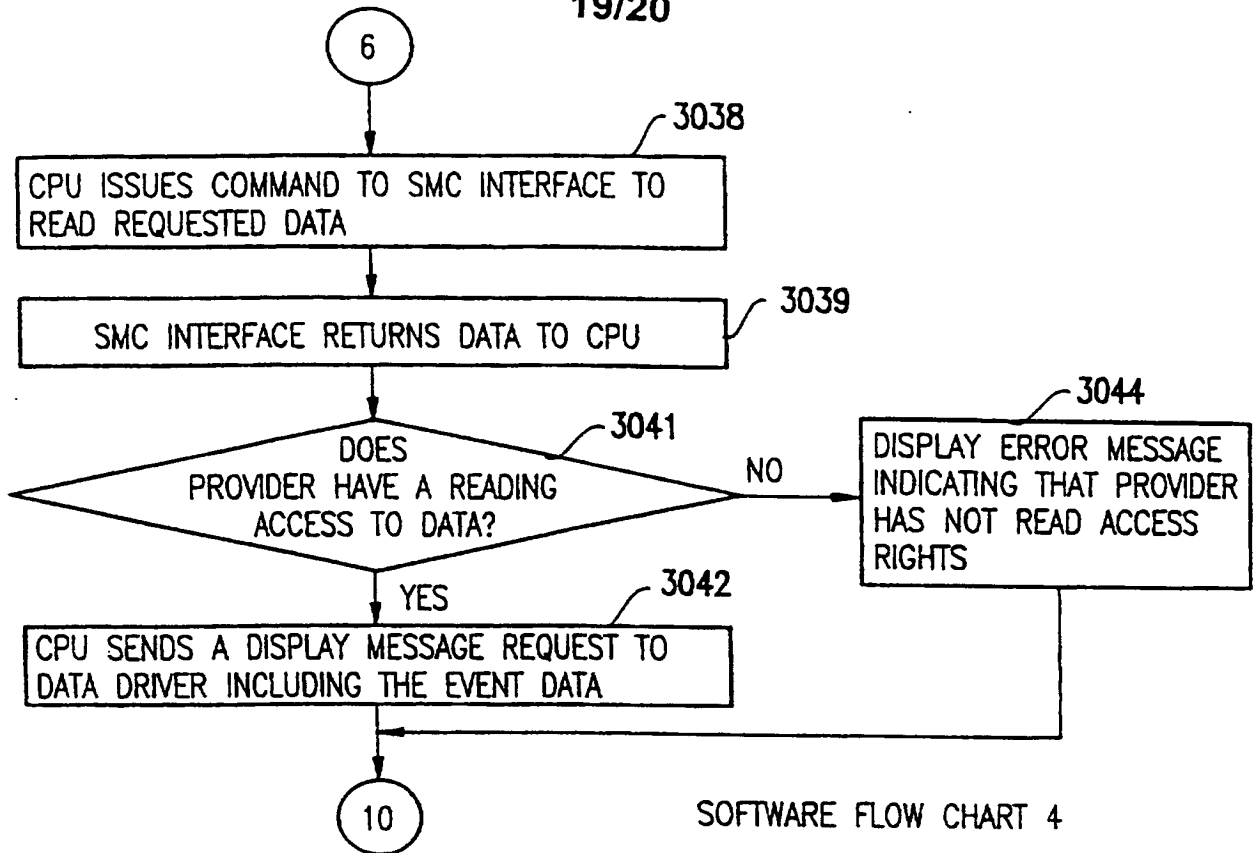 19/20
6
3038
CPU ISSUES COMMAND TO SMC INTERFACE TO
READ REQUESTED DATA
3039
SMC INTERFACE RETURNS DATA TO CPU
3041
DOES
PROVIDER HAVE A READING
ACCESS TO DATA?
NO
3044
DISPLAY ERROR MESSAGE
INDICATING THAT PROVIDER
HAS NOT READ ACCESS
RIGHTS
YES
3042
CPU SENDS A DISPLAY MESSAGE REQUEST TO
DATA DRIVER INCLUDING THE EVENT DATA
10
SOFTWARE FLOW CHART 4